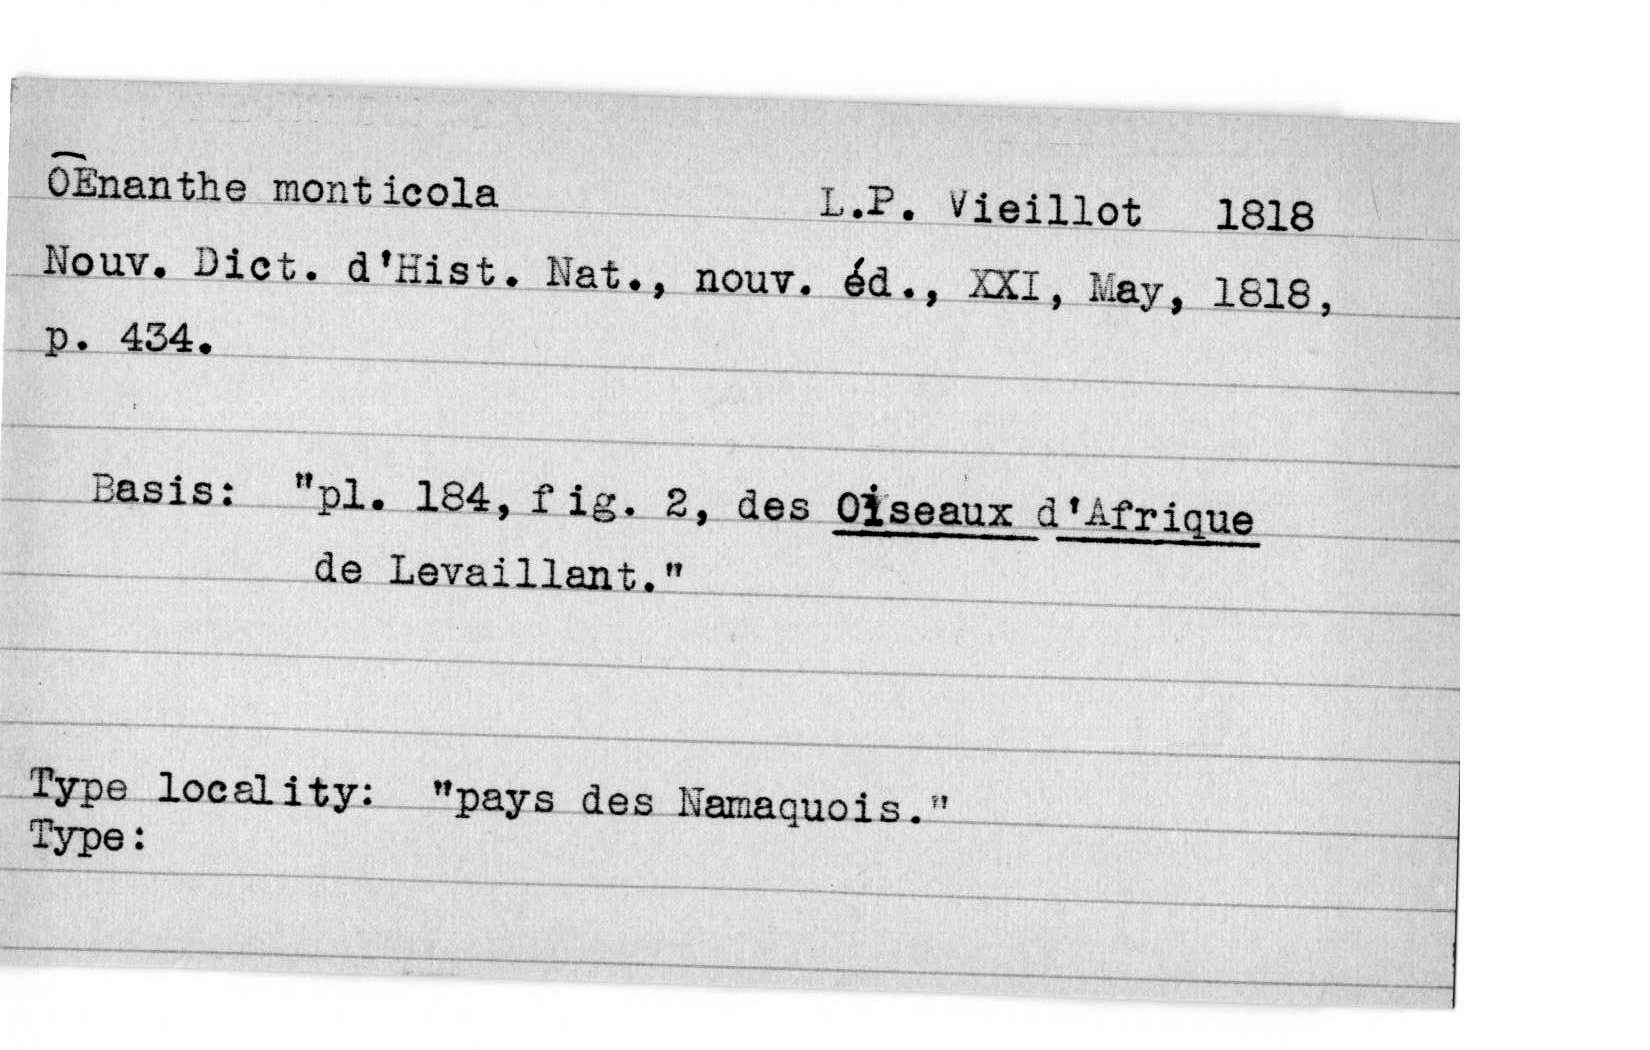 OEnanthe monticola L.P. Vieillot 1818
Nouv. Dict. d'Hist. Nat., nouv. éd., XXI, May, 1818,
p. 434.
Basis: "pl. 184, fig. 2, des Oiseaux d'Afrique
de Levaillant."
Type locality: "pays des Namaquois."
Type: